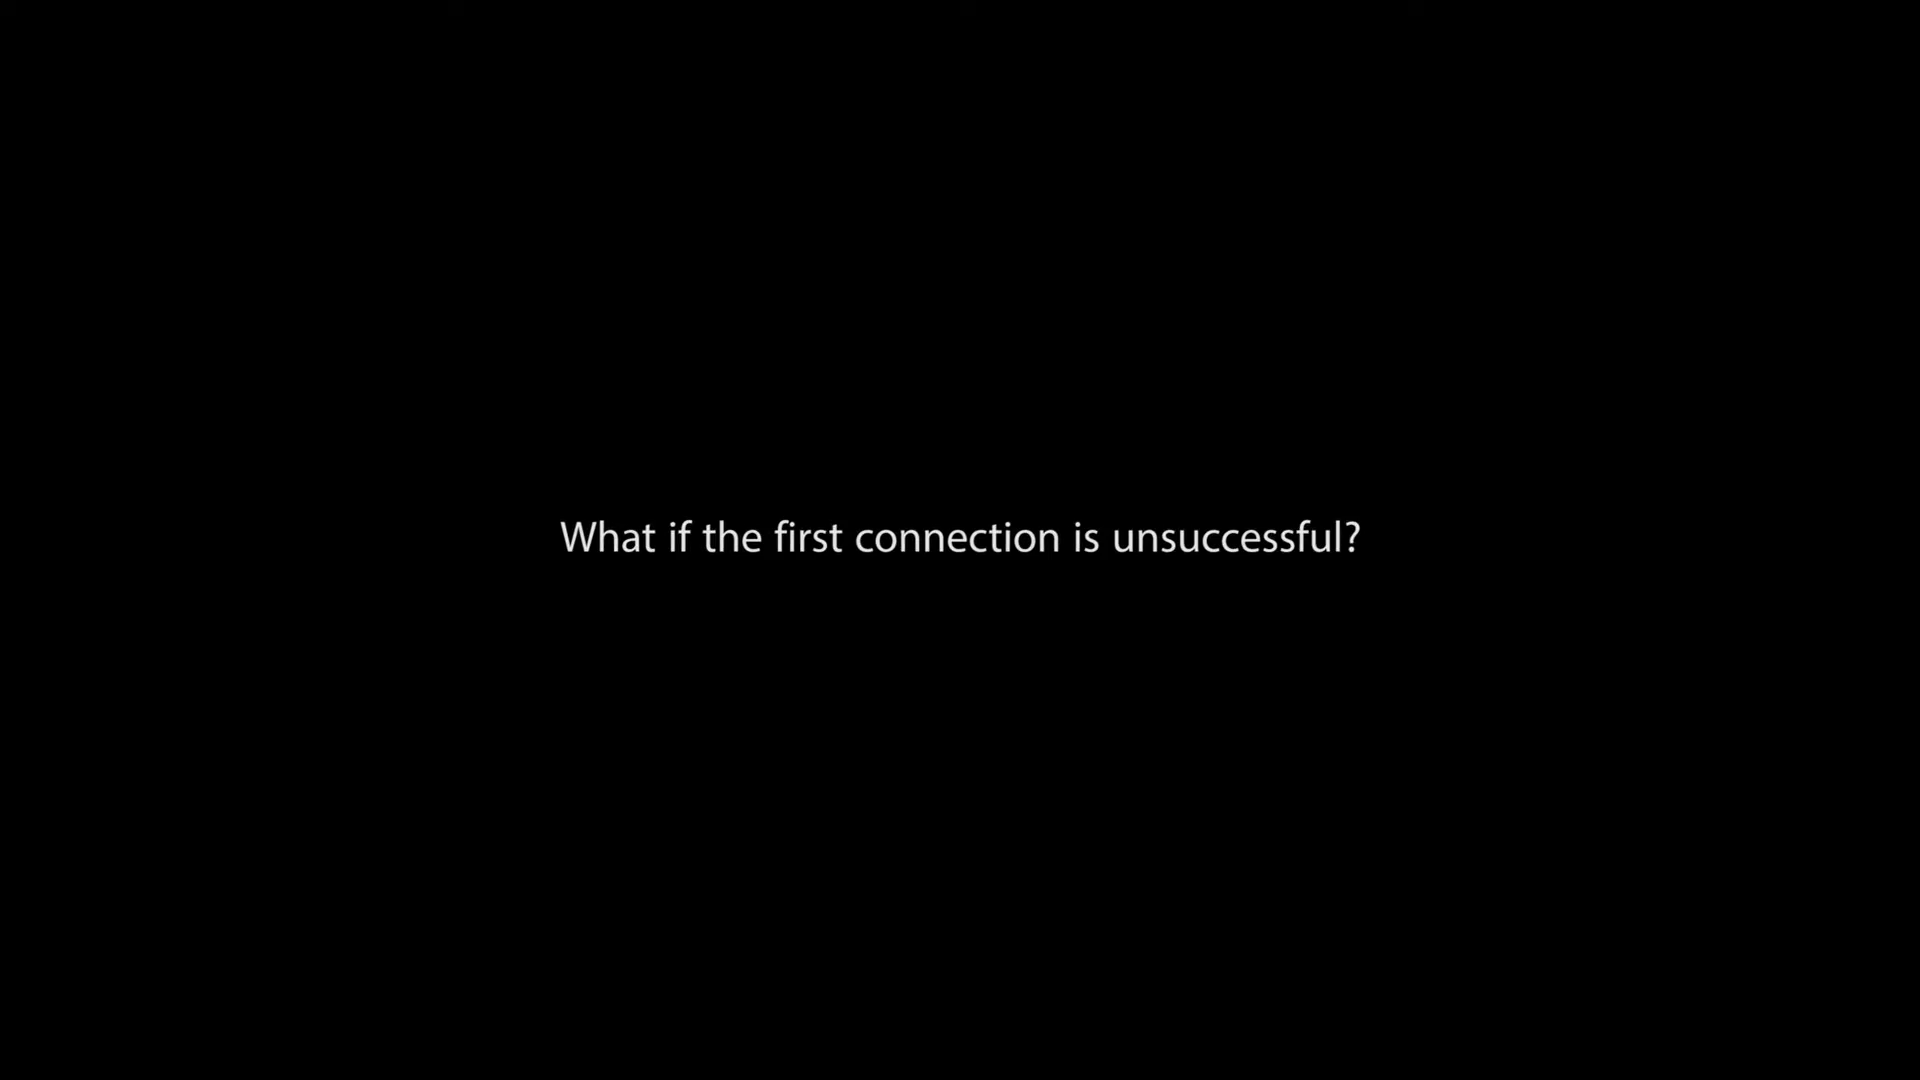 What if the first connection is unsuccessful?